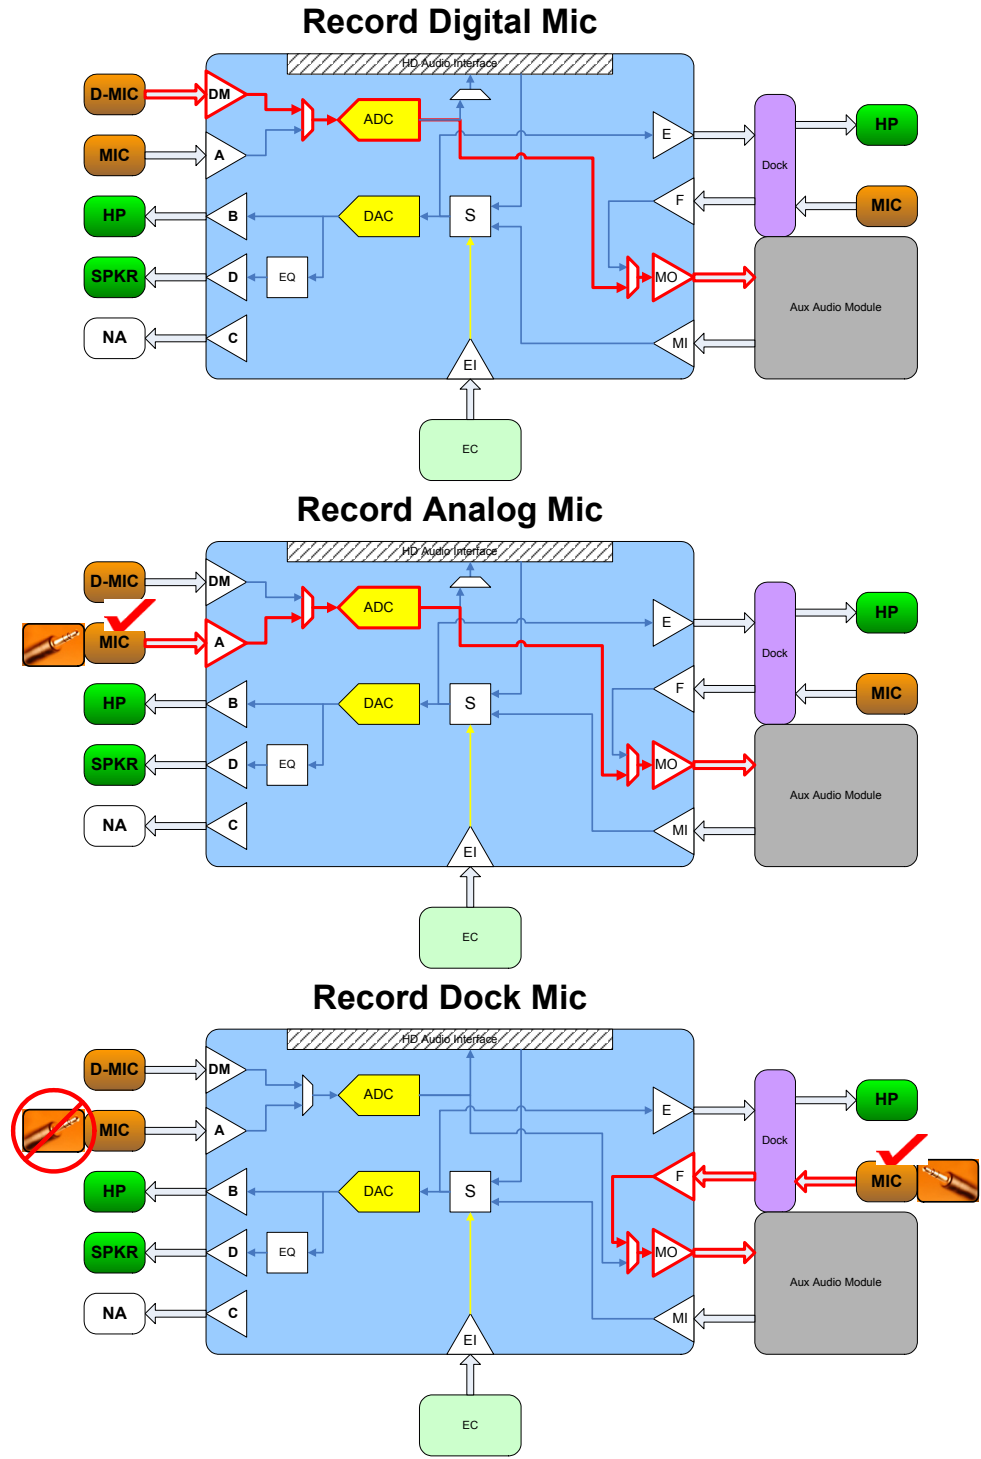 Record Digital Mic
HD Audio Interface
D-MIC
DM
ADC
HP
MIC
A
E
Dock
HP
B
DAC
S
F
MIC
SPKR
D
EQ
MO
Aux Audio Module
NA
C
EI
MI
EC
Record Analog Mic
HD Audio Interface
D-MIC
DM
ADC
HP
MIC
A
E
Dock
HP
B
DAC
S
F
MIC
SPKR
D
EQ
MO
Aux Audio Module
NA
C
EI
MI
EC
Record Dock Mic
HD Audio Interface
D-MIC
DM
ADC
HP
MIC
A
E
Dock
HP
B
DAC
S
F
MIC
SPKR
D
EQ
MO
Aux Audio Module
NA
C
EI
MI
EC